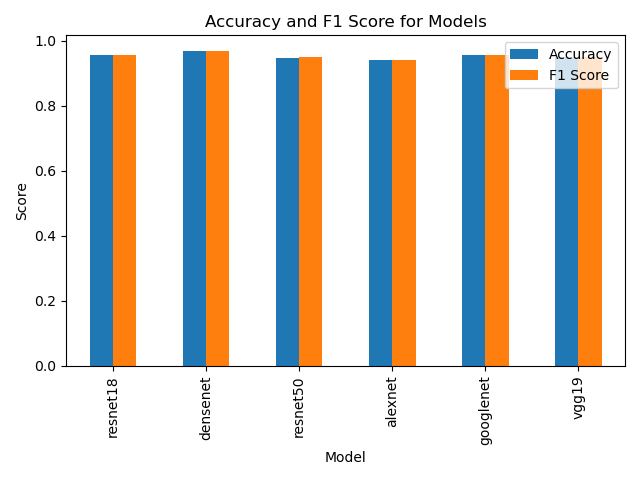 Accuracy and F1 Score for Models
Accuracy
F1 Score
Score
1.0
0.8
0.6
0.4
0.2
0.0
resnet18
densenet
resnet50
alexnet
googlenet
vgg19
Model